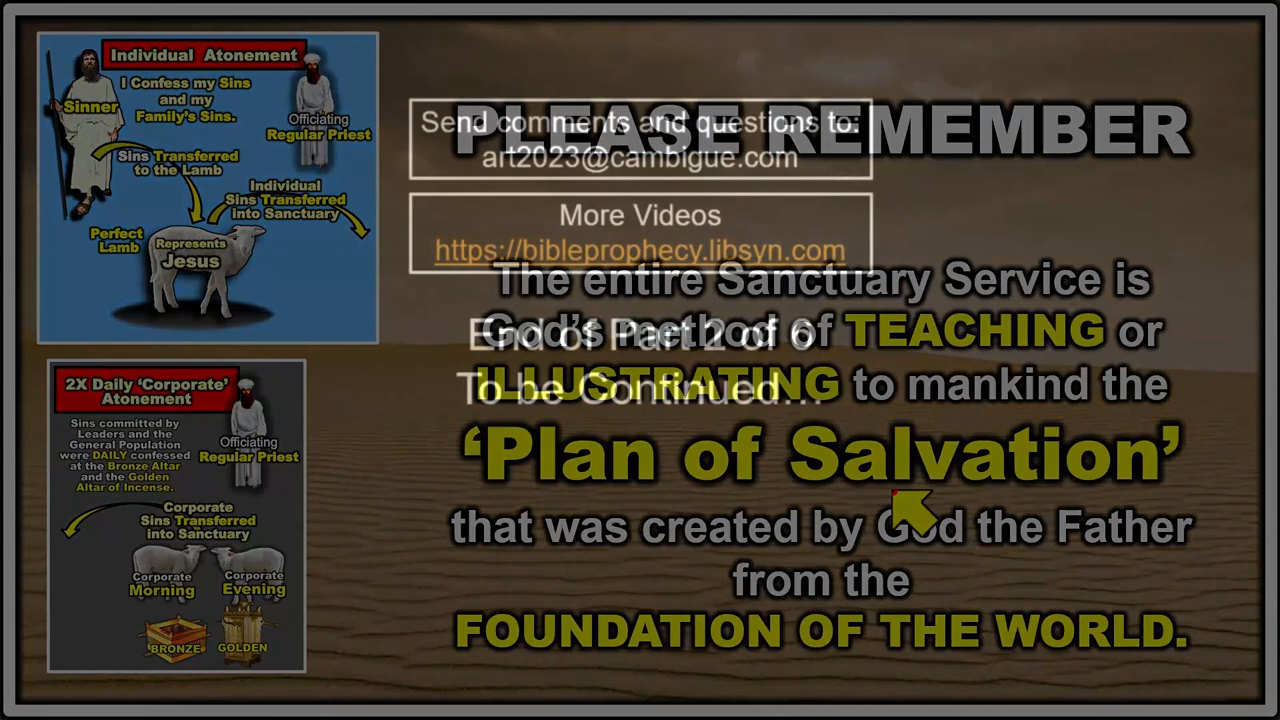 Individual Atonement
I Confess my Sins
and my
Family's Sins.
Sinner
Officiating
Regular Priest
Sins Transferred
to the Lamb
Individual
Sins Transferred
into Sanctuary
Perfect
Lamb
Represents
Jesus
2X Daily ‘Corporate’
Atonement
Sins committed by
Leaders and the
General Population
were DAILY confessed
at the Bronze Altar
and the Golden
Altar of Incense.
Officiating
Regular Priest
Corporate
Sins Transferred
into Sanctuary
Corporate
Morning
Corporate
Evening
BRONZE
GOLDEN
PLEASE REMEMBER
The entire Sanctuary Service is
God's method of TEACHING or
ILLUSTRATING to mankind the
‘Plan of Salvation’
that was created by God the Father
from the
FOUNDATION OF THE WORLD.
Send comments and questions to:
art2023@cambigue.com
More Videos
https://bibleprophecy.libsyn.com
End of Part 2 of 6
To be Continued...